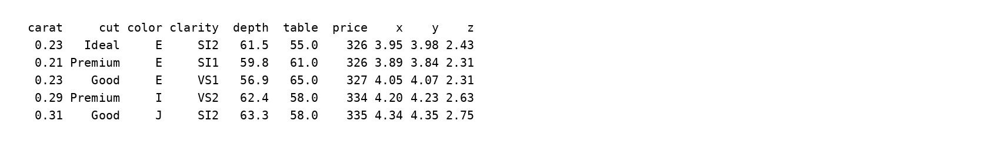 carat cut color clarity depth table price x y z
0.23 Ideal E SI2 61.5 55.0 326 3.95 3.98 2.43
0.21 Premium E SI1 59.8 61.0 326 3.89 3.84 2.31
0.23 Good E VS1 56.9 65.0 327 4.05 4.07 2.31
0.29 Premium I VS2 62.4 58.0 334 4.20 4.23 2.63
0.31 Good J SI2 63.3 58.0 335 4.34 4.35 2.75